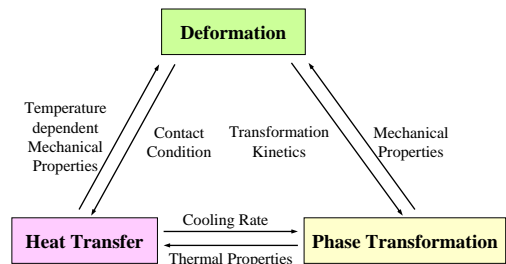 Deformation
Temperature
dependent
Mechanical
Properties
Contact
Condition
Transformation
Kinetics
Mechanical
Properties
Heat Transfer
Cooling Rate
Thermal Properties
Phase Transformation